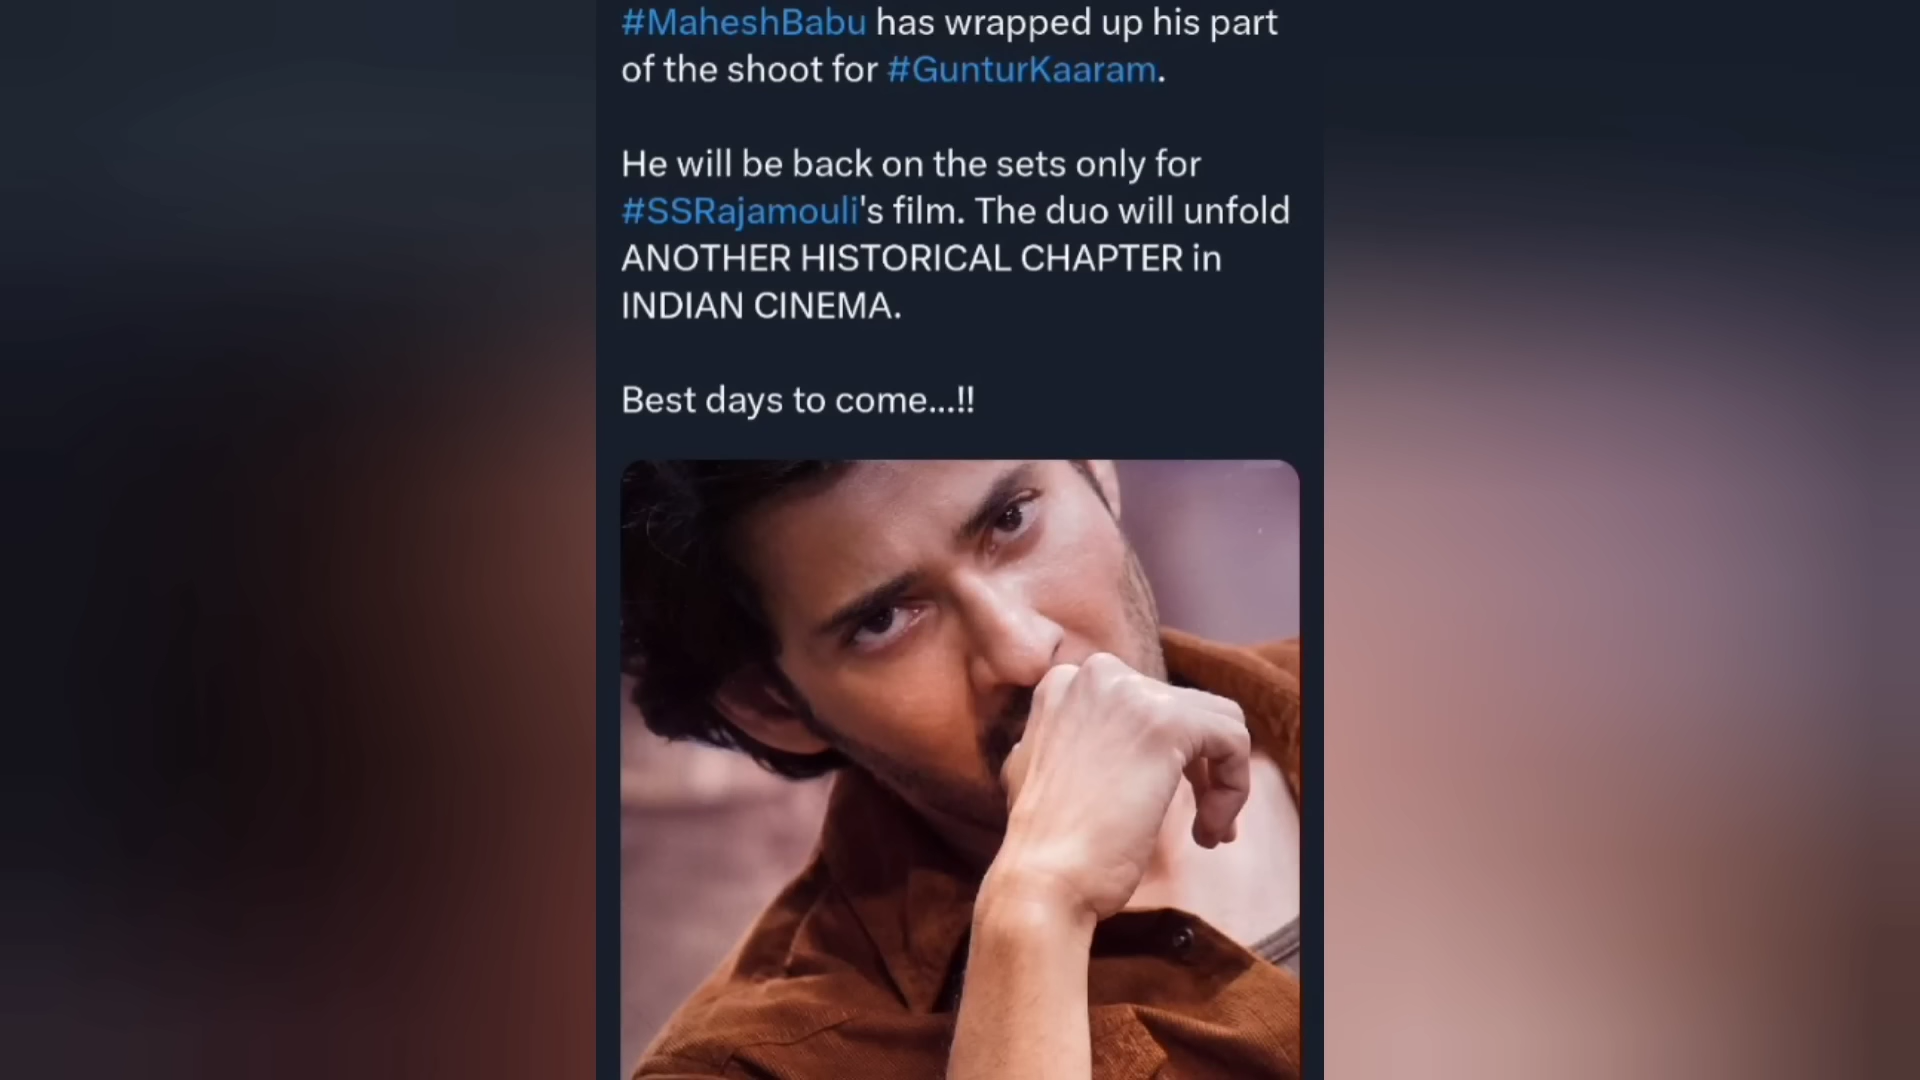 #MaheshBabu has wrapped up his part
of the shoot for #GunturKaaram.
He will be back on the sets only for
#SSRajamouli's film. The duo will unfold
ANOTHER HISTORICAL CHAPTER in
INDIAN CINEMA.
Best days to come...!!